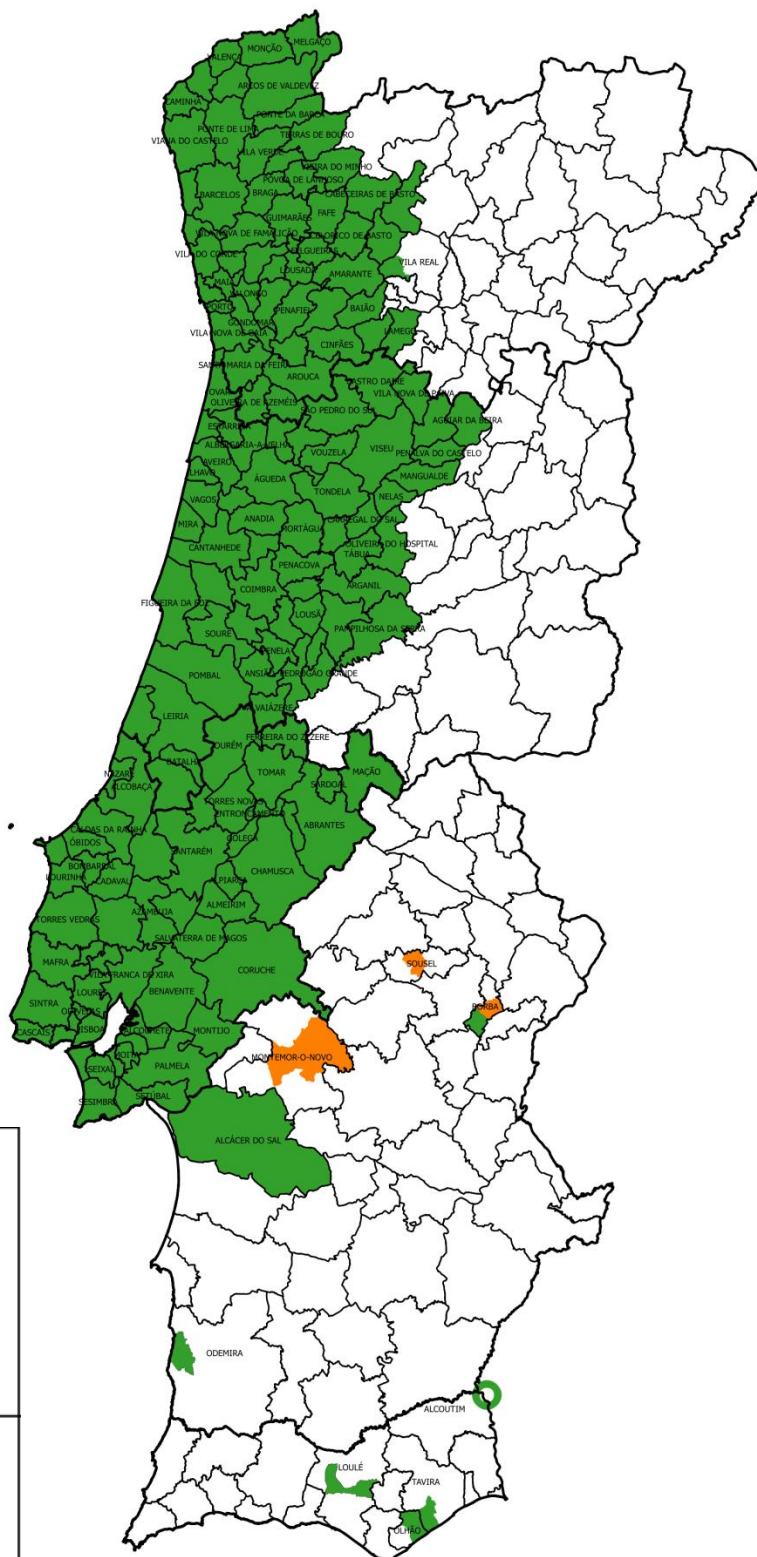 MELGAÇO
MONÇÃO
VALENÇA
ARCOS DE VALDEVEZ
CAMINHA
PONTE DA BARCA
PONTE DE LIMA
TERRAS DE BOURO
VIANA DO CASTELO
VILA VERDE
VIEIRA DO MINHO
PÓVOA DE LANHOSO
BARCELOS
BRAGA
CABECEIRAS DE BASTO
FAFE
GUIMARÃES
VILA NOVA DE FAMALICÃO
CELORICO DE BASTO
FELGUEIRAS
VILA DO CONDE
VILA REAL
LOUSADA
AMARANTE
MAIA
VALONGO
PORTO
PENAFIEL
BAIÃO
GONDOMAR
VILA NOVA DE GAIA
LAMEGO
CINFÃES
SANTA MARIA DA FEIRA
AROUCA
CASTRO DAIRE
OVAR
VILA NOVA DE PAIVA
OLIVEIRA DE AZEMÉIS
SÃO PEDRO DO SUL
AGUIAR DA BEIRA
ESTARREJA
ALBERGARIA-A-VELHA
VISEU
VOUZELA
PENALVA DO CASTELO
AVEIRO
ÍLHAVO
ÁGUEDA
MANGUALDE
TONDELA
VAGOS
NELAS
ANADIA
CARREGAL DO SAL
MIRA
MORTÁGUA
OLIVEIRA DO HOSPITAL
CANTANHEDE
TÁBUA
PENACOVA
COIMBRA
ARGANIL
FIGUEIRA DA FOZ
LOUSÃ
PAMPILHOSA DA SERRA
SOURE
PENELA
POMBAL
ANSIÃO
PEDRÓGÃO GRANDE
ALVAIÁZERE
LEIRIA
FERREIRA DO ZÊZERE
OURÉM
BATALHA
TOMAR
MAÇÃO
NAZARÉ
SARDOAL
ALCOBAÇA
TORRES NOVAS
ENTRONCAMENTO
ABRANTES
CALDAS DA RAINHA
GOLEGÃ
ÓBIDOS
SANTARÉM
BOMBARRAL
CHAMUSCA
LOURINHÃ
CADAVAL
ALPIARÇA
ALMEIRIM
AZAMBUJA
TORRES VEDRAS
SALVATERRA DE MAGOS
SOUSEL
MAFRA
CORUCHE
VILA FRANCA DE XIRA
BENAVENTE
LOURES
SINTRA
BORBA
ODIVELAS
LISBOA
CASCAIS
ALCOCHETE
MONTIJO
MOITA
MONTEMOR-O-NOVO
SEIXAL
PALMELA
SETÚBAL
SESIMBRA
ALCÁCER DO SAL
ODEMIRA
ALCOUTIM
LOULÉ
TAVIRA
OLHÃO